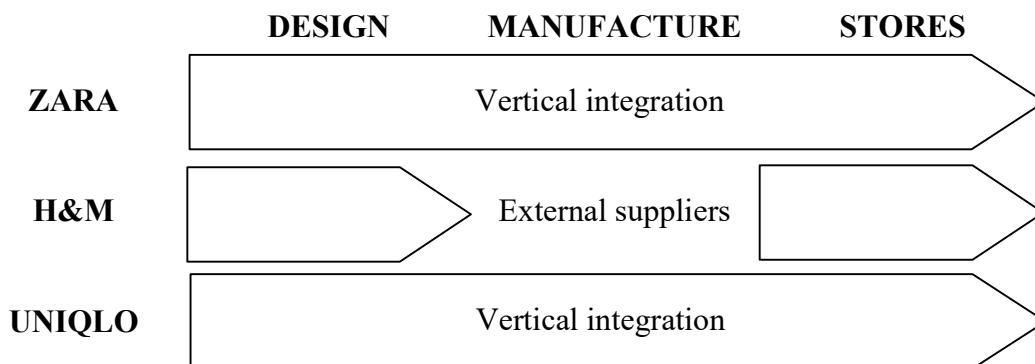 DESIGN MANUFACTURE STORES
ZARA Vertical integration
H&M External suppliers
UNIQLO Vertical integration